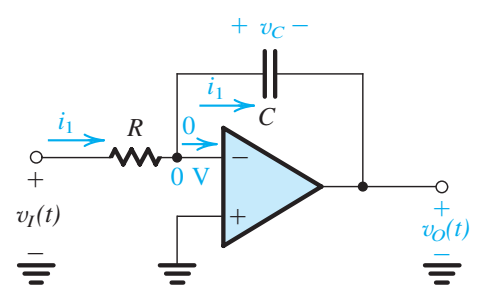 + v_C −
i_1
C
i_1
R
0
0 V
−
+
+
v_I(t)
−
+
v_O(t)
−